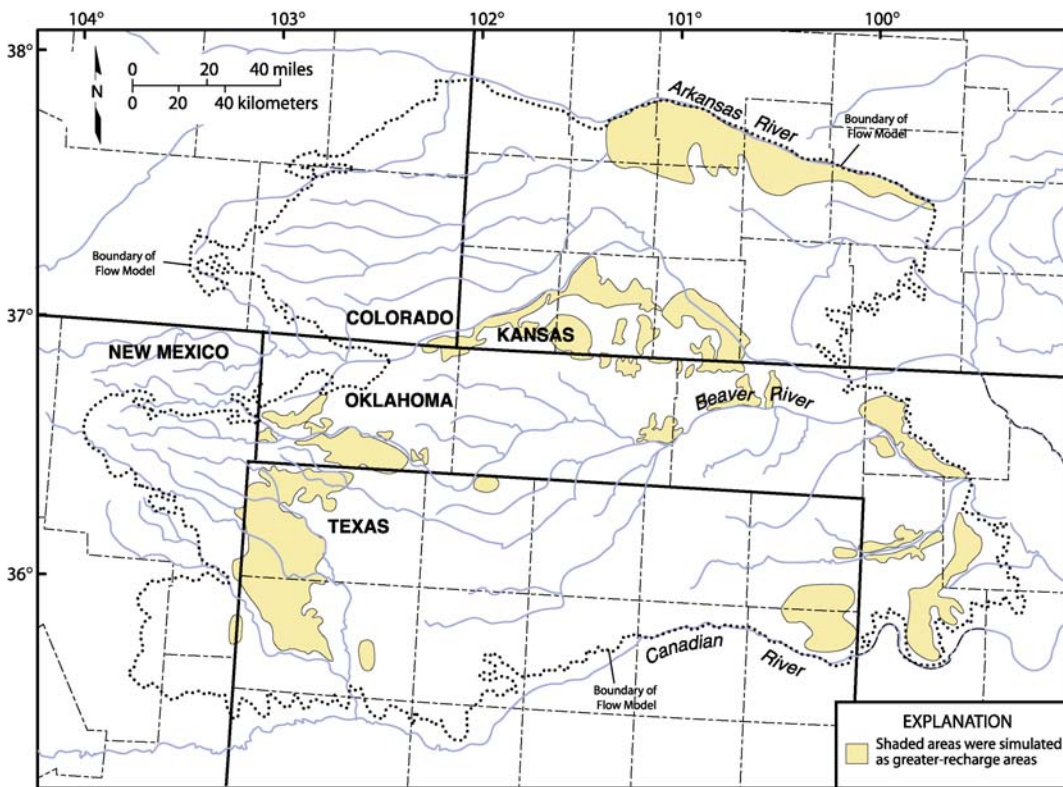 104°
103°
102°
101°
100°
38°
0 20 40 miles
0 20 40 kilometers
N
Arkansas River
Boundary of
Flow Model
Boundary of
Flow Model
37°
COLORADO
KANSAS
NEW MEXICO
OKLAHOMA
Beaver River
TEXAS
36°
Canadian River
Boundary of
Flow Model
EXPLANATION
Shaded areas were simulated
as greater-recharge areas